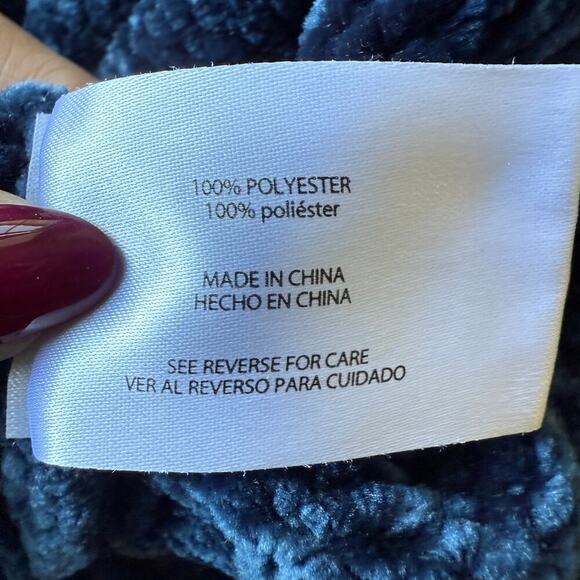 100% POLYESTER
100% poliéster
MADE IN CHINA
HECHO EN CHINA
SEE REVERSE FOR CARE
VER AL REVERSO PARA CUIDADO